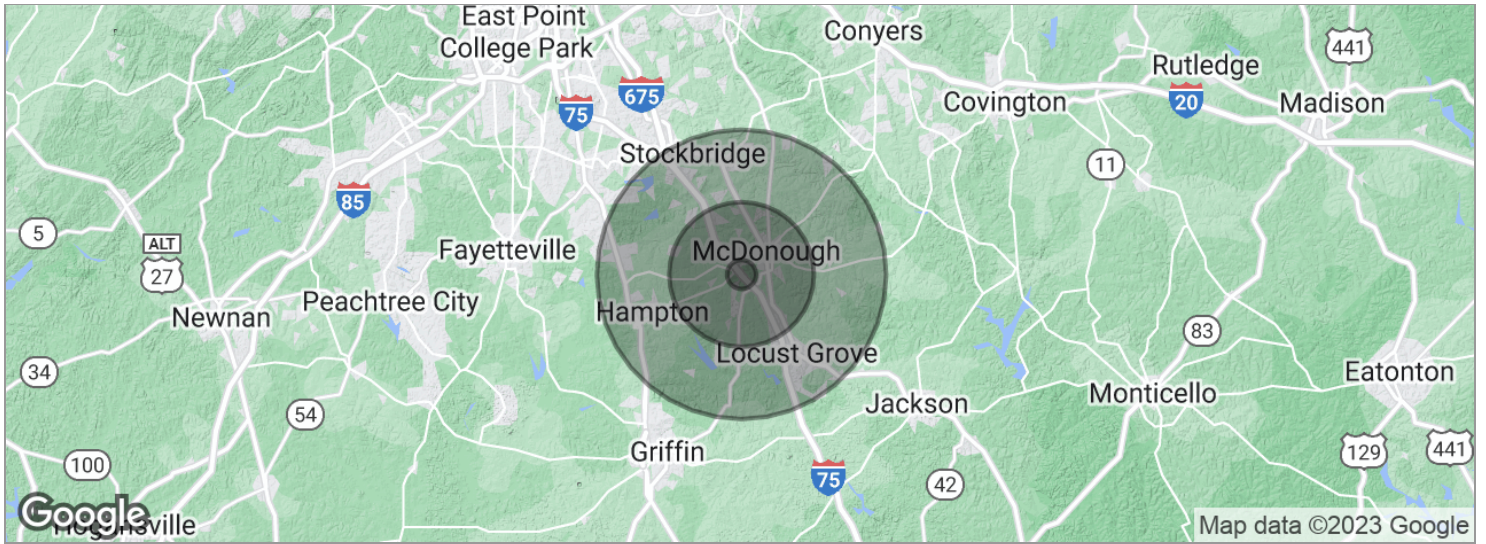 East Point
College Park
Conyers
441
Rutledge
675
75
Covington
20
Madison
Stockbridge
11
85
5
ALT
27
Fayetteville
McDonough
Peachtree City
Newnan
Hampton
83
34
Locust Grove
Eatonton
54
Jackson
Monticello
Griffin
100
129
441
75
42
Google
Map data ©2023 Google